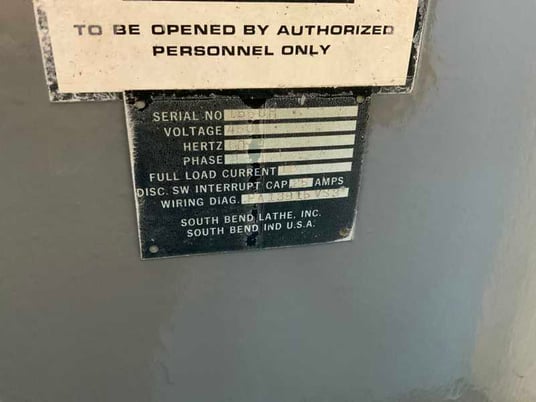 TO BE OPENED BY AUTHORIZED
PERSONNEL ONLY
SERIAL NO
VOLTAGE
HERTZ
PHASE
FULL LOAD CURRENT
DISC. SW INTERRUPT CAP. AMPS
WIRING DIAG.
SOUTH BEND LATHE, INC.
SOUTH BEND IND U.S.A.